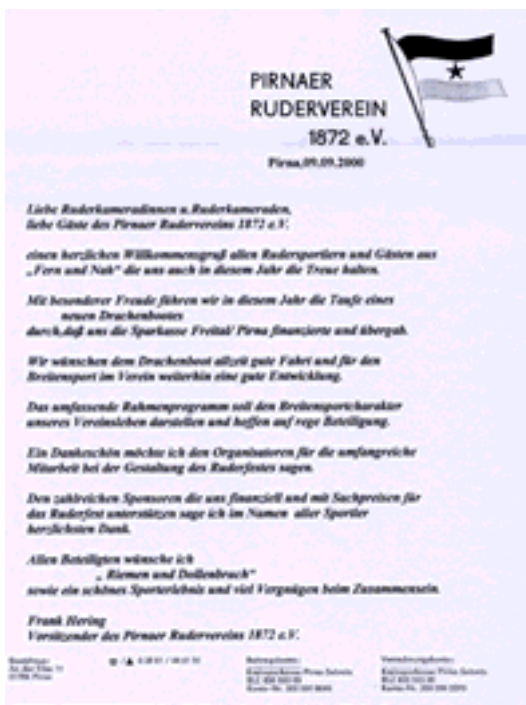 PIRNAER
RUDERVEREIN
1872 e.V.
Pirna,09.09.2000
Liebe Ruderkameradinnen u. Ruderkameraden,
liebe Gäste des Pirnaer Rudervereins 1872 e.V.
einen herzlichen Willkommensgruß allen Rudersportlern und Gästen aus
„Fern und Nah“ die uns auch in diesem Jahr die Treue halten.
Mit besonderer Freude führen wir in diesem Jahr die Taufe eines
neuen Drachenbootes
durch,daß uns die Sparkasse Freital/ Pirna finanzierte und übergab.
Wir wünschen dem Drachenboot allzeit gute Fahrt und für den
Breitensport im Verein weiterhin eine gute Entwicklung.
Das umfassende Rahmenprogramm soll den Breitensportcharakter
unseres Vereinsleben darstellen und hoffen auf rege Beteiligung.
Ein Dankeschön möchte ich den Organisatoren für die umfangreiche
Mitarbeit bei der Gestaltung des Ruderfestes sagen.
Den zahlreichen Sponsoren die uns finanziell und mit Sachpreisen für
das Ruderfest unterstützen sage ich im Namen aller Sportler
herzlichsten Dank.
Allen Beteiligten wünsche ich
„ Riemen und Dollenbruch“
sowie ein schönes Sporterlebnis und viel Vergnügen beim Zusammensein.
Frank Hering
Vorsitzender des Pirnaer Rudervereins 1872 e.V.